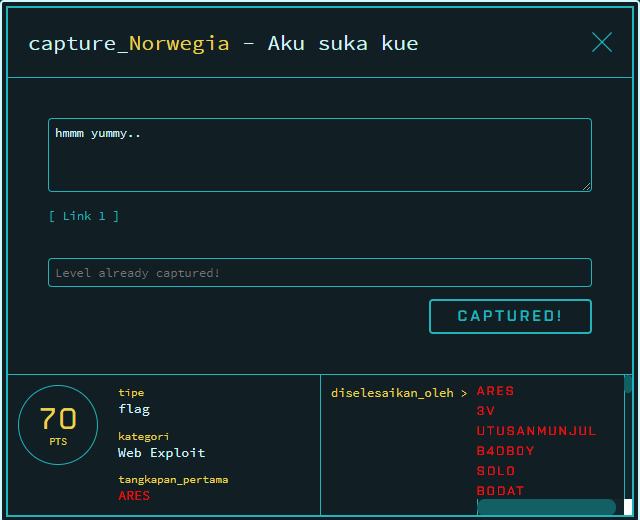 capture_Norwegia - Aku suka kue
hmmm yummy..
[ Link 1 ]
Level already captured!
CAPTURED!
70
PTS
tipe
flag
kategori
Web Exploit
tangkapan_pertama
ARES
diselesaikan_oleh >
ARES
3V
UTUSANMUNJUL
B4DBOY
SOLO
BODAT